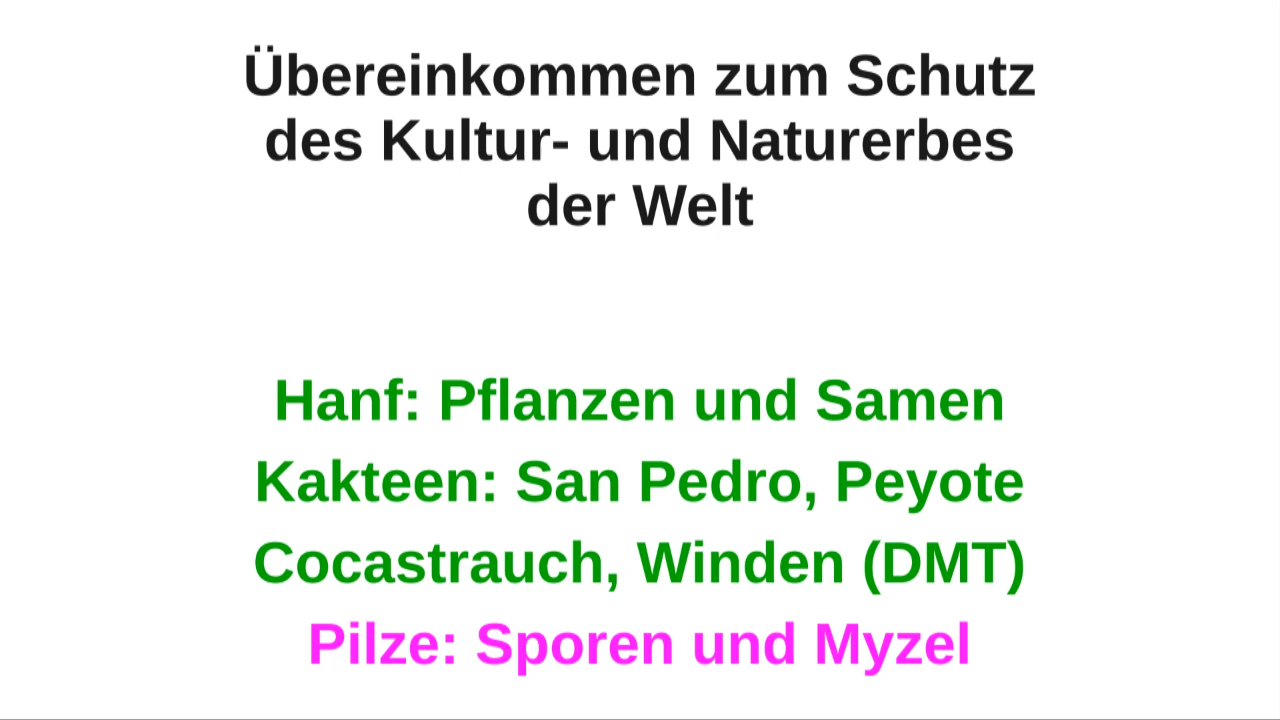 Übereinkommen zum Schutz
des Kultur- und Naturerbes
der Welt
Hanf: Pflanzen und Samen
Kakteen: San Pedro, Peyote
Cocastrauch, Winden (DMT)
Pilze: Sporen und Myzel